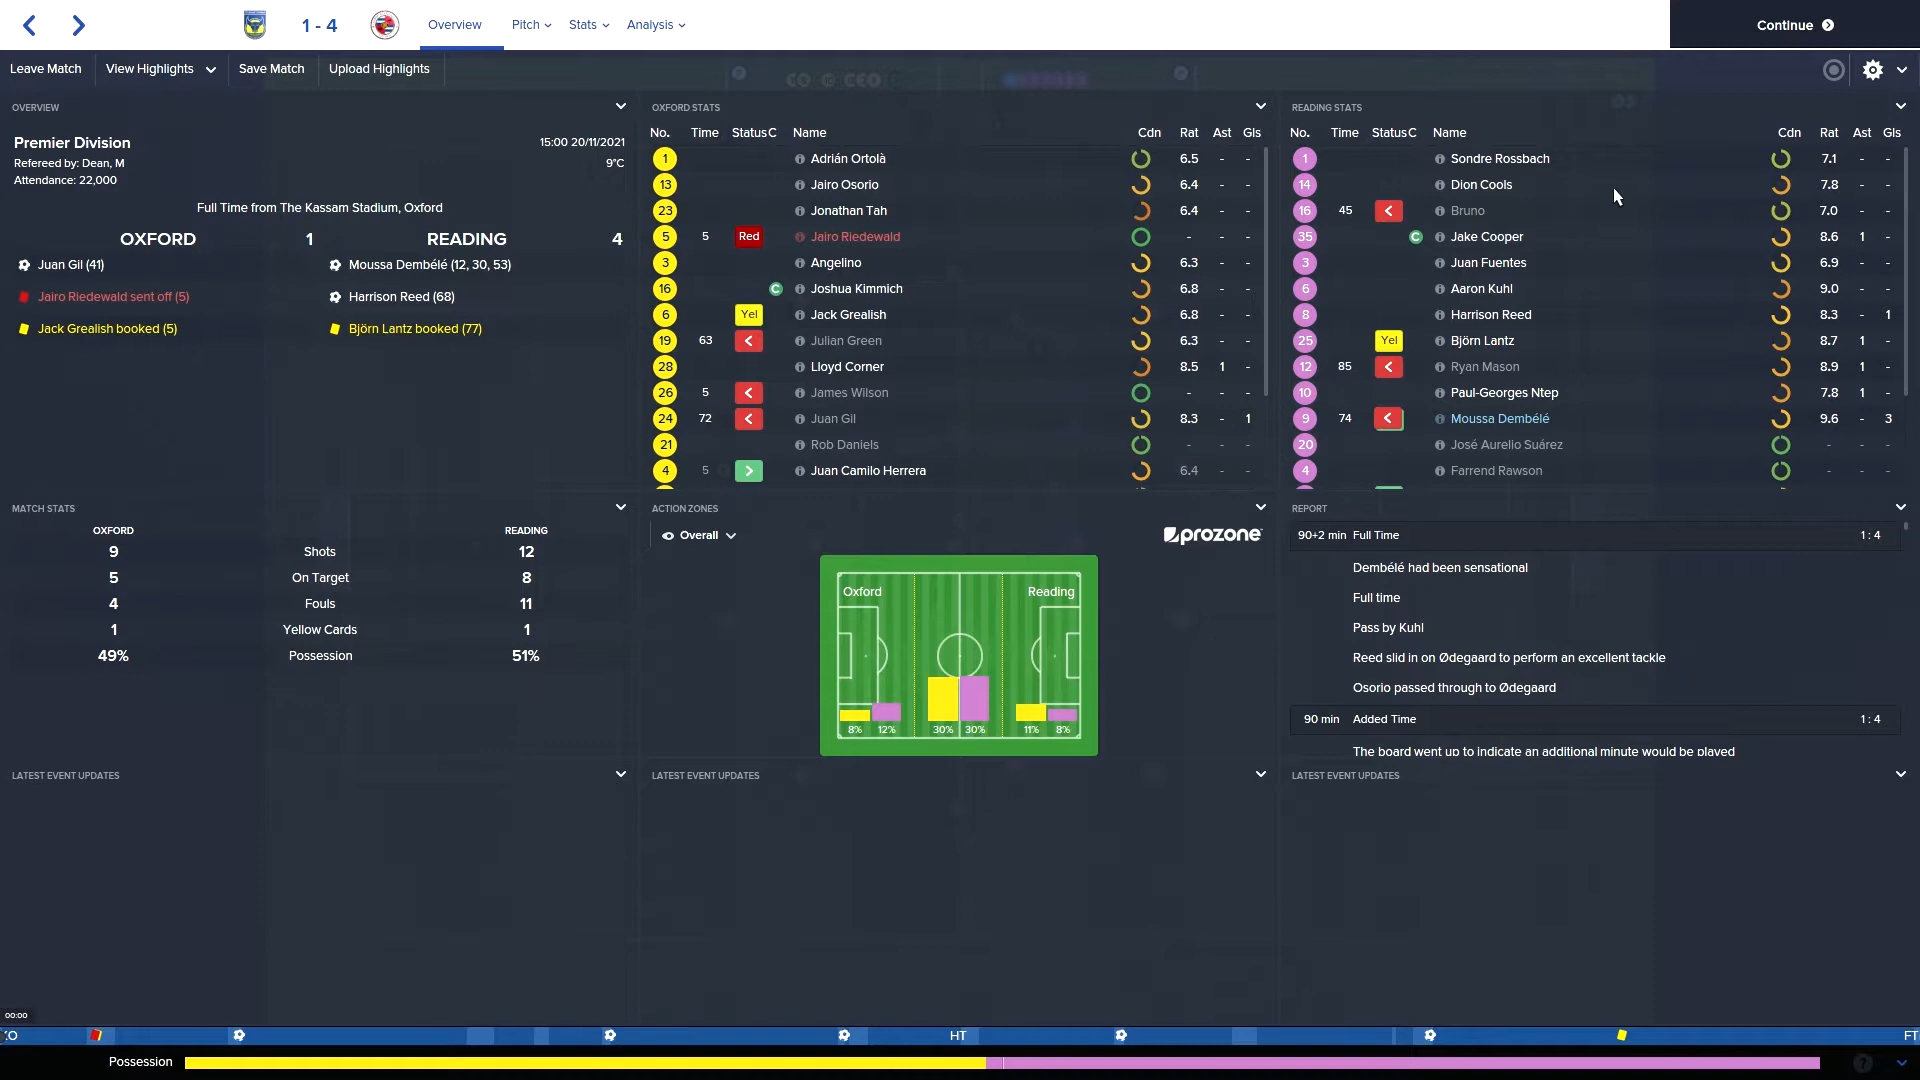 1 - 4 Overview Pitch Stats Analysis Continue
Leave Match View Highlights Save Match Upload Highlights
OVERVIEW
Premier Division 15:00 20/11/2021
Refereed by: Dean, M 9°C
Attendance: 22,000
Full Time from The Kassam Stadium, Oxford
OXFORD 1 READING 4
Juan Gil (41) Moussa Dembélé (12, 30, 53)
Jairo Riedewald sent off (5) Harrison Reed (68)
Jack Grealish booked (5) Björn Lantz booked (77)
OXFORD STATS
No. Time Status C Name Cdn Rat Ast Gls
1 Adrián Ortolà 6.5 - -
13 Jairo Osorio 6.4 - -
23 Jonathan Tah 6.4 - -
5 5 Red Jairo Riedewald - - -
3 Angelino 6.3 - -
16 C Joshua Kimmich 6.8 - -
6 Yel Jack Grealish 6.8 - -
19 63 Julian Green 6.3 - -
28 Lloyd Corner 8.5 1 -
26 5 James Wilson - - -
24 72 Juan Gil 8.3 - 1
21 Rob Daniels - - -
4 5 Juan Camilo Herrera 6.4 - -
READING STATS
No. Time Status C Name Cdn Rat Ast Gls
1 Sondre Rossbach 7.1 - -
14 Dion Cools 7.8 - -
16 45 Bruno 7.0 - -
35 C Jake Cooper 8.6 1 -
3 Juan Fuentes 6.9 - -
6 Aaron Kuhl 9.0 - -
8 Harrison Reed 8.3 - 1
25 Yel Björn Lantz 8.7 1 -
12 85 Ryan Mason 8.9 1 -
10 Paul-Georges Ntep 7.8 1 -
9 74 Moussa Dembélé 9.6 - 3
20 José Aurelio Suárez - - -
4 Farrend Rawson - - -
MATCH STATS
OXFORD READING
9 Shots 12
5 On Target 8
4 Fouls 11
1 Yellow Cards 1
49% Possession 51%
ACTION ZONES
Overall prozone
Oxford Reading
8% 12% 30% 30% 11% 8%
REPORT
90+2 min Full Time 1 : 4
Dembélé had been sensational
Full time
Pass by Kuhl
Reed slid in on Ødegaard to perform an excellent tackle
Osorio passed through to Ødegaard
90 min Added Time 1 : 4
The board went up to indicate an additional minute would be played
LATEST EVENT UPDATES LATEST EVENT UPDATES LATEST EVENT UPDATES
00:00
HT FT
Possession